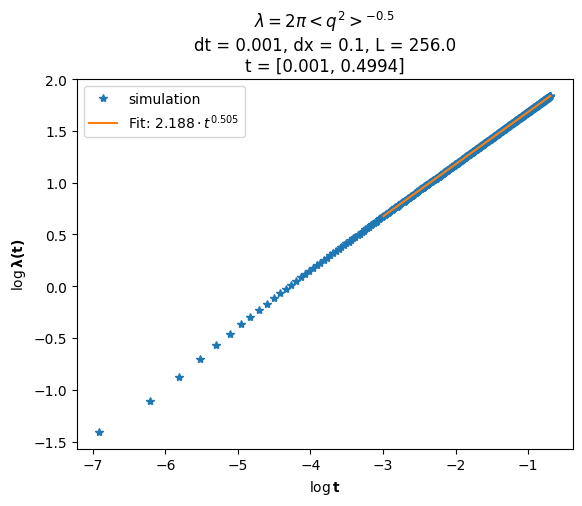 λ = 2π < q² >⁻⁰·⁵
dt = 0.001, dx = 0.1, L = 256.0
t = [0.001, 0.4994]
simulation
Fit: 2.188 · t⁰·⁵⁰⁵
2.0
1.5
1.0
0.5
0.0
−0.5
−1.0
−1.5
log λ(t)
−7 −6 −5 −4 −3 −2 −1
log t